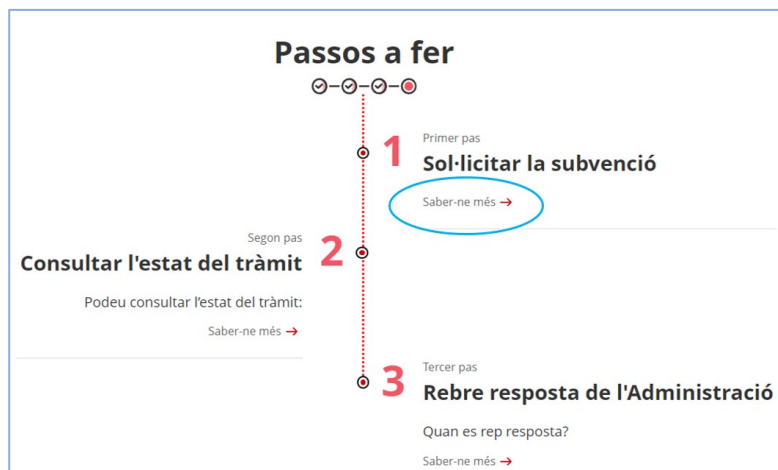 Passos a fer
1
Primer pas
Sol·licitar la subvenció
Saber-ne més →
2
Segon pas
Consultar l'estat del tràmit
Podeu consultar l’estat del tràmit:
Saber-ne més →
3
Tercer pas
Rebre resposta de l'Administració
Quan es rep resposta?
Saber-ne més →